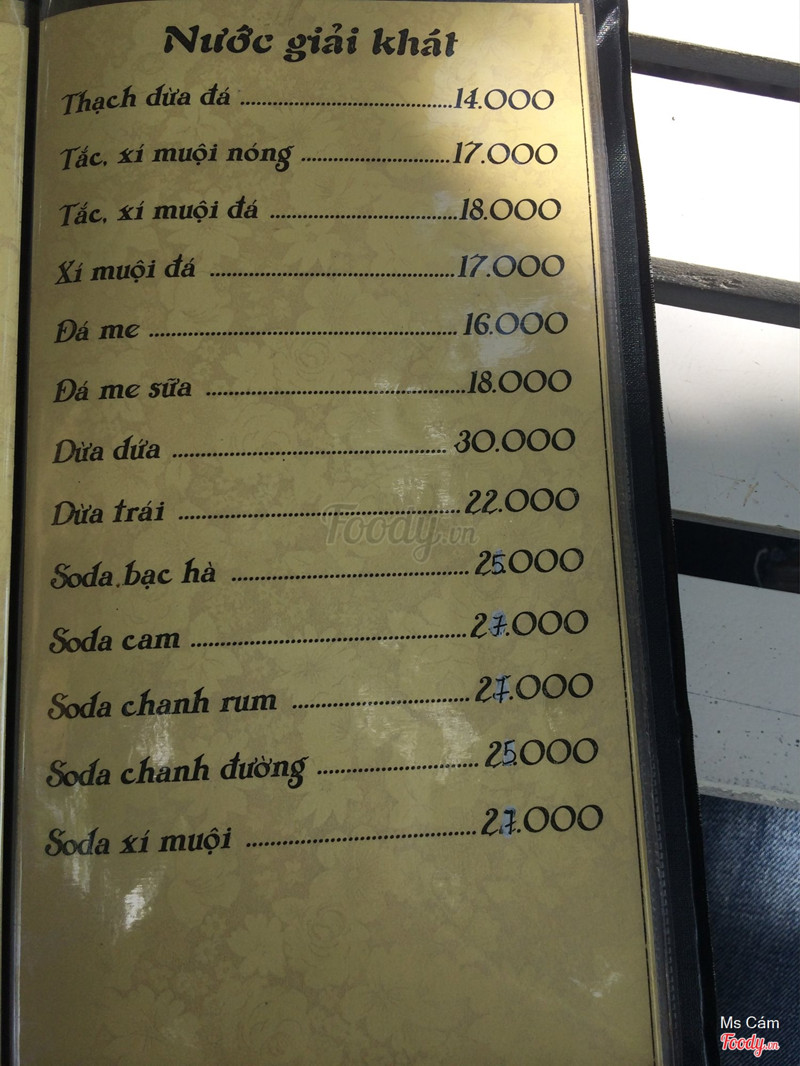 Nước giải khát
Thạch dừa đá ........................................14.000
Tắc, xí muội nóng ............................17.000
Tắc, xí muội đá ...................................18.000
Xí muội đá .............................................17.000
Đá me ......................................................... 16.000
Đá me sữa ...............................................18.000
Dừa dứa .................................................. 30.000
Dừa trái ....................................................22.000
Soda bạc hà ........................................... 25.000
Soda cam .................................................. 27.000
Soda chanh rum ................................ 27.000
Soda chanh đường ............................. 25.000
Soda xí muội ......................................... 27.000
Foody.vn
Ms Cám
Foody.vn